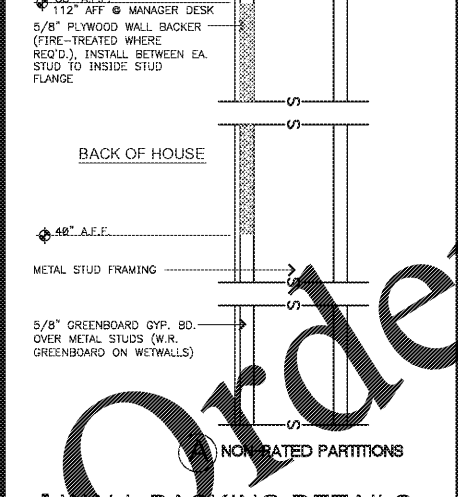 112" AFF @ MANAGER DESK
5/8" PLYWOOD WALL BACKER
(FIRE-TREATED WHERE
REQ'D.), INSTALL BETWEEN EA.
STUD TO INSIDE STUD
FLANGE
S
S
BACK OF HOUSE
40" A.F.F.
METAL STUD FRAMING
S
S
5/8" GREENBOARD GYP. BD.
OVER METAL STUDS (W.R.
GREENBOARD ON WETWALLS)
Orde
S
A NON-RATED PARTITIONS